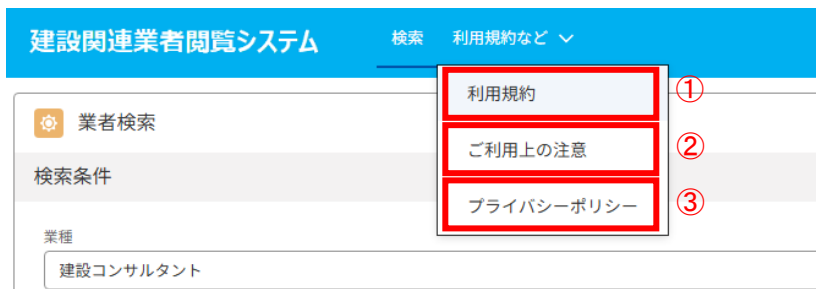 建設関連業者閲覧システム 検索 利用規約など
利用規約 ①
業者検索
ご利用上の注意 ②
検索条件
プライバシーポリシー ③
業種
建設コンサルタント